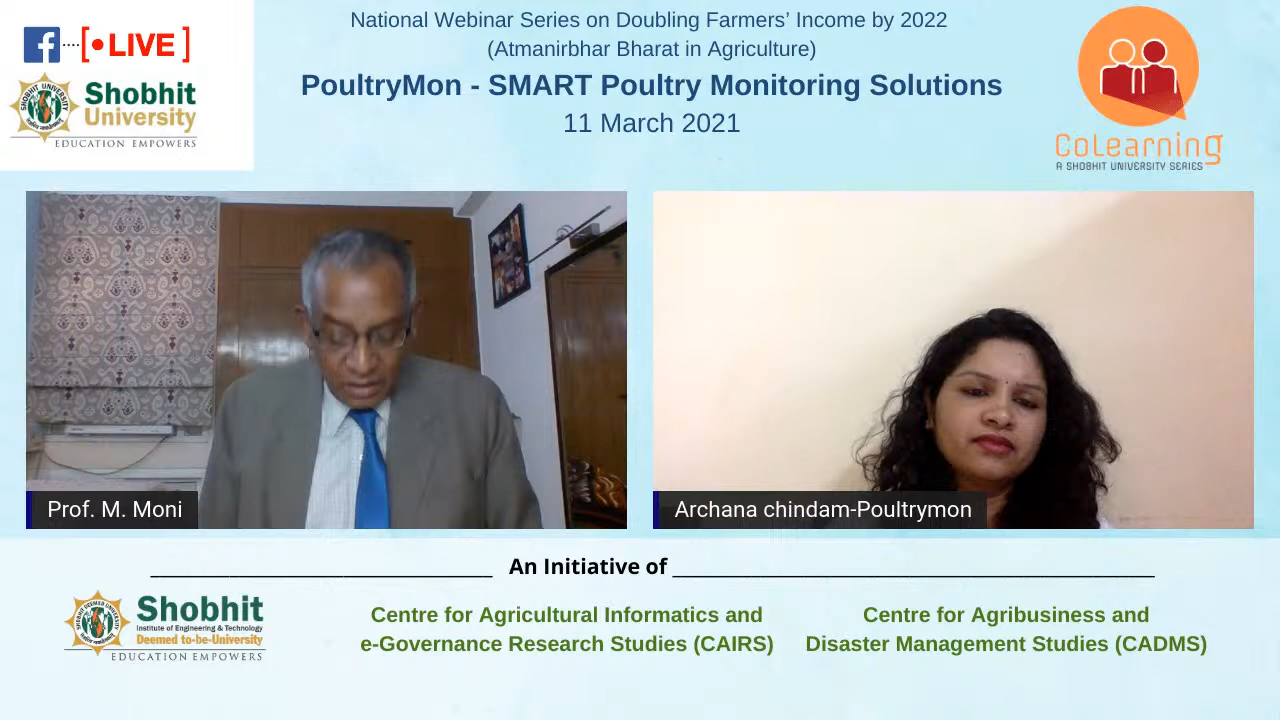 National Webinar Series on Doubling Farmers’ Income by 2022
(Atmanirbhar Bharat in Agriculture)
PoultryMon - SMART Poultry Monitoring Solutions
11 March 2021
LIVE
Shobhit
University
EDUCATION EMPOWERS
SHOBHIT UNIVERSITY
CoLearning
A SHOBHIT UNIVERSITY SERIES
Prof. M. Moni
Archana chindam-Poultrymon
An Initiative of
Shobhit
Institute of Engineering & Technology
Deemed to-be-University
EDUCATION EMPOWERS
Centre for Agricultural Informatics and
e-Governance Research Studies (CAIRS)
Centre for Agribusiness and
Disaster Management Studies (CADMS)